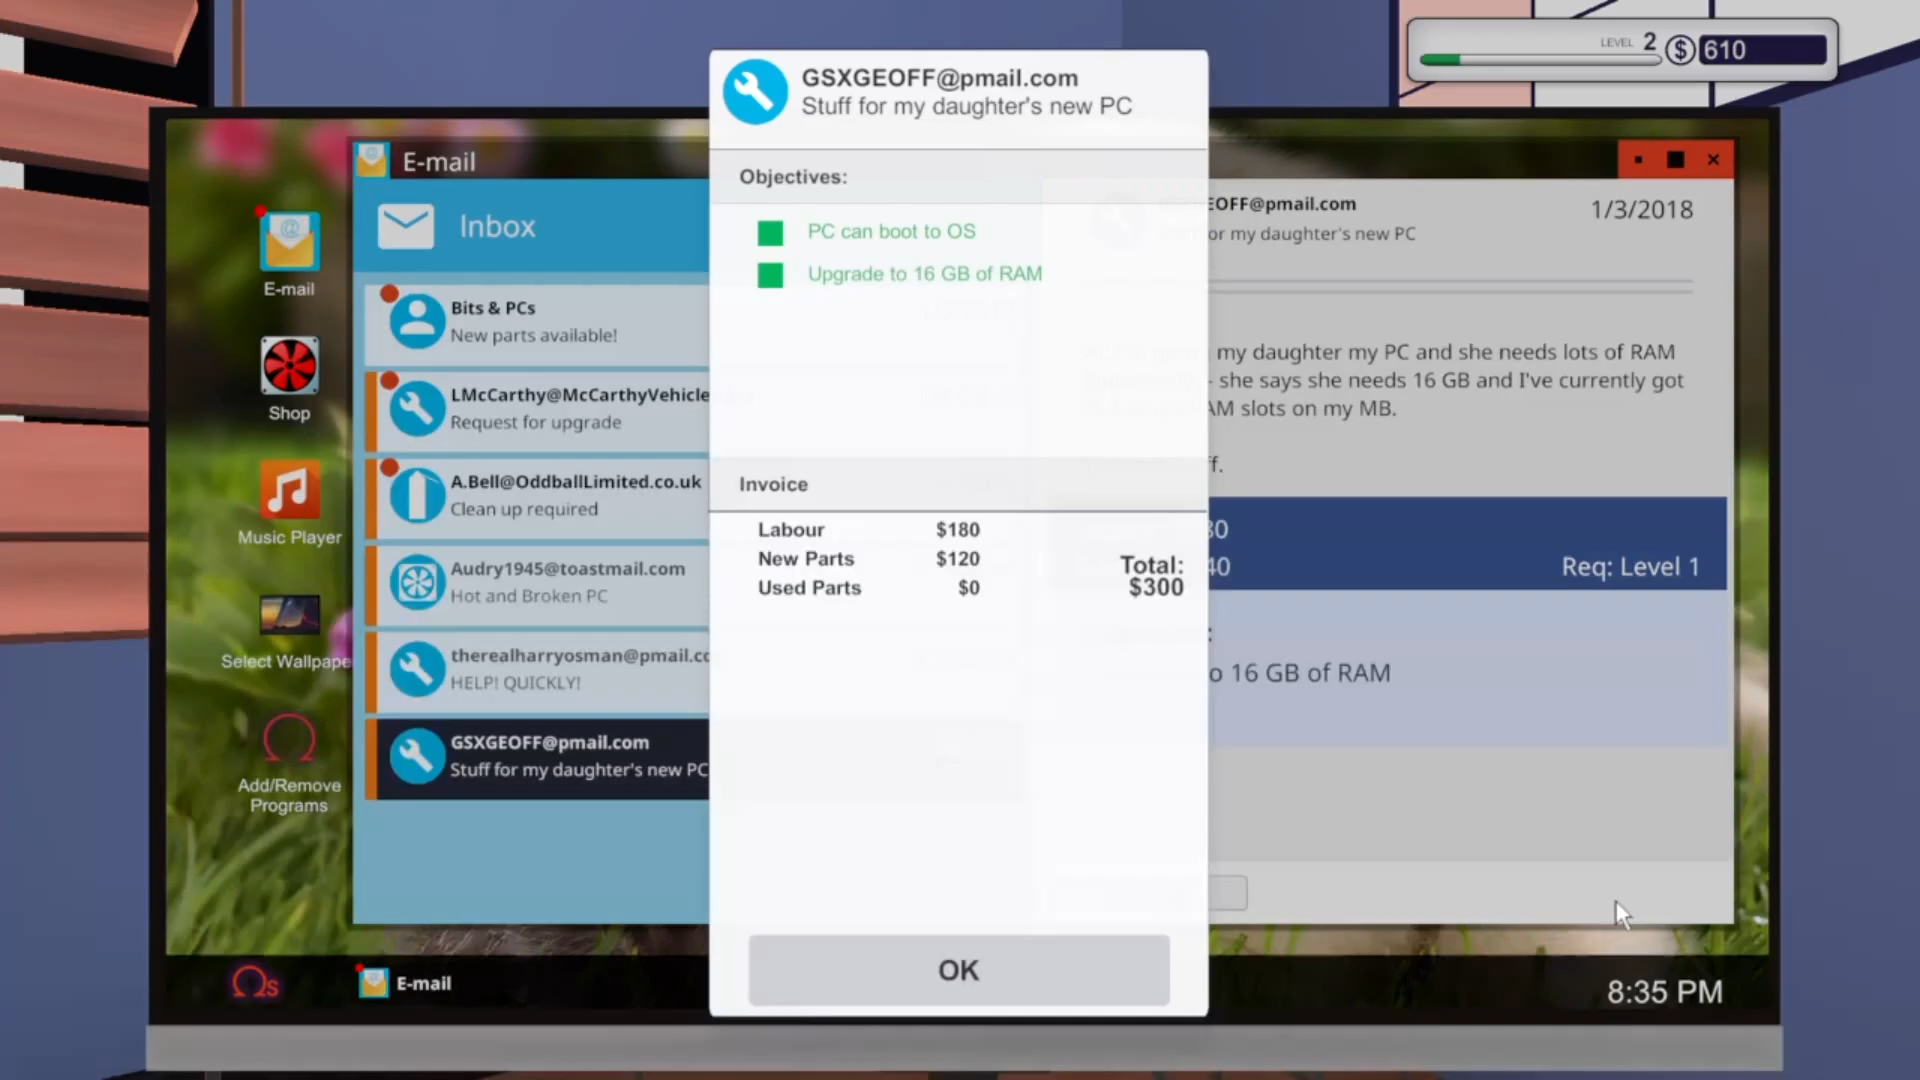 LEVEL 2 $ 610
GSXGEOFF@pmail.com
Stuff for my daughter's new PC
Objectives:
PC can boot to OS
Upgrade to 16 GB of RAM
Invoice
Labour $180
New Parts $120
Used Parts $0
Total:
$300
OK
E-mail
Inbox
Bits & PCs
New parts available!
LMcCarthy@McCarthyVehicle
Request for upgrade
A.Bell@OddballLimited.co.uk
Clean up required
Audry1945@toastmail.com
Hot and Broken PC
therealharryosman@pmail.co
HELP! QUICKLY!
GSXGEOFF@pmail.com
Stuff for my daughter's new PC
EOFF@pmail.com
or my daughter's new PC
1/3/2018
my daughter my PC and she needs lots of RAM
- she says she needs 16 GB and I've currently got
AM slots on my MB.
f.
30
40
Req: Level 1
:
o 16 GB of RAM
E-mail
Shop
Music Player
Select Wallpape
Add/Remove
Programs
Ωs
E-mail
8:35 PM